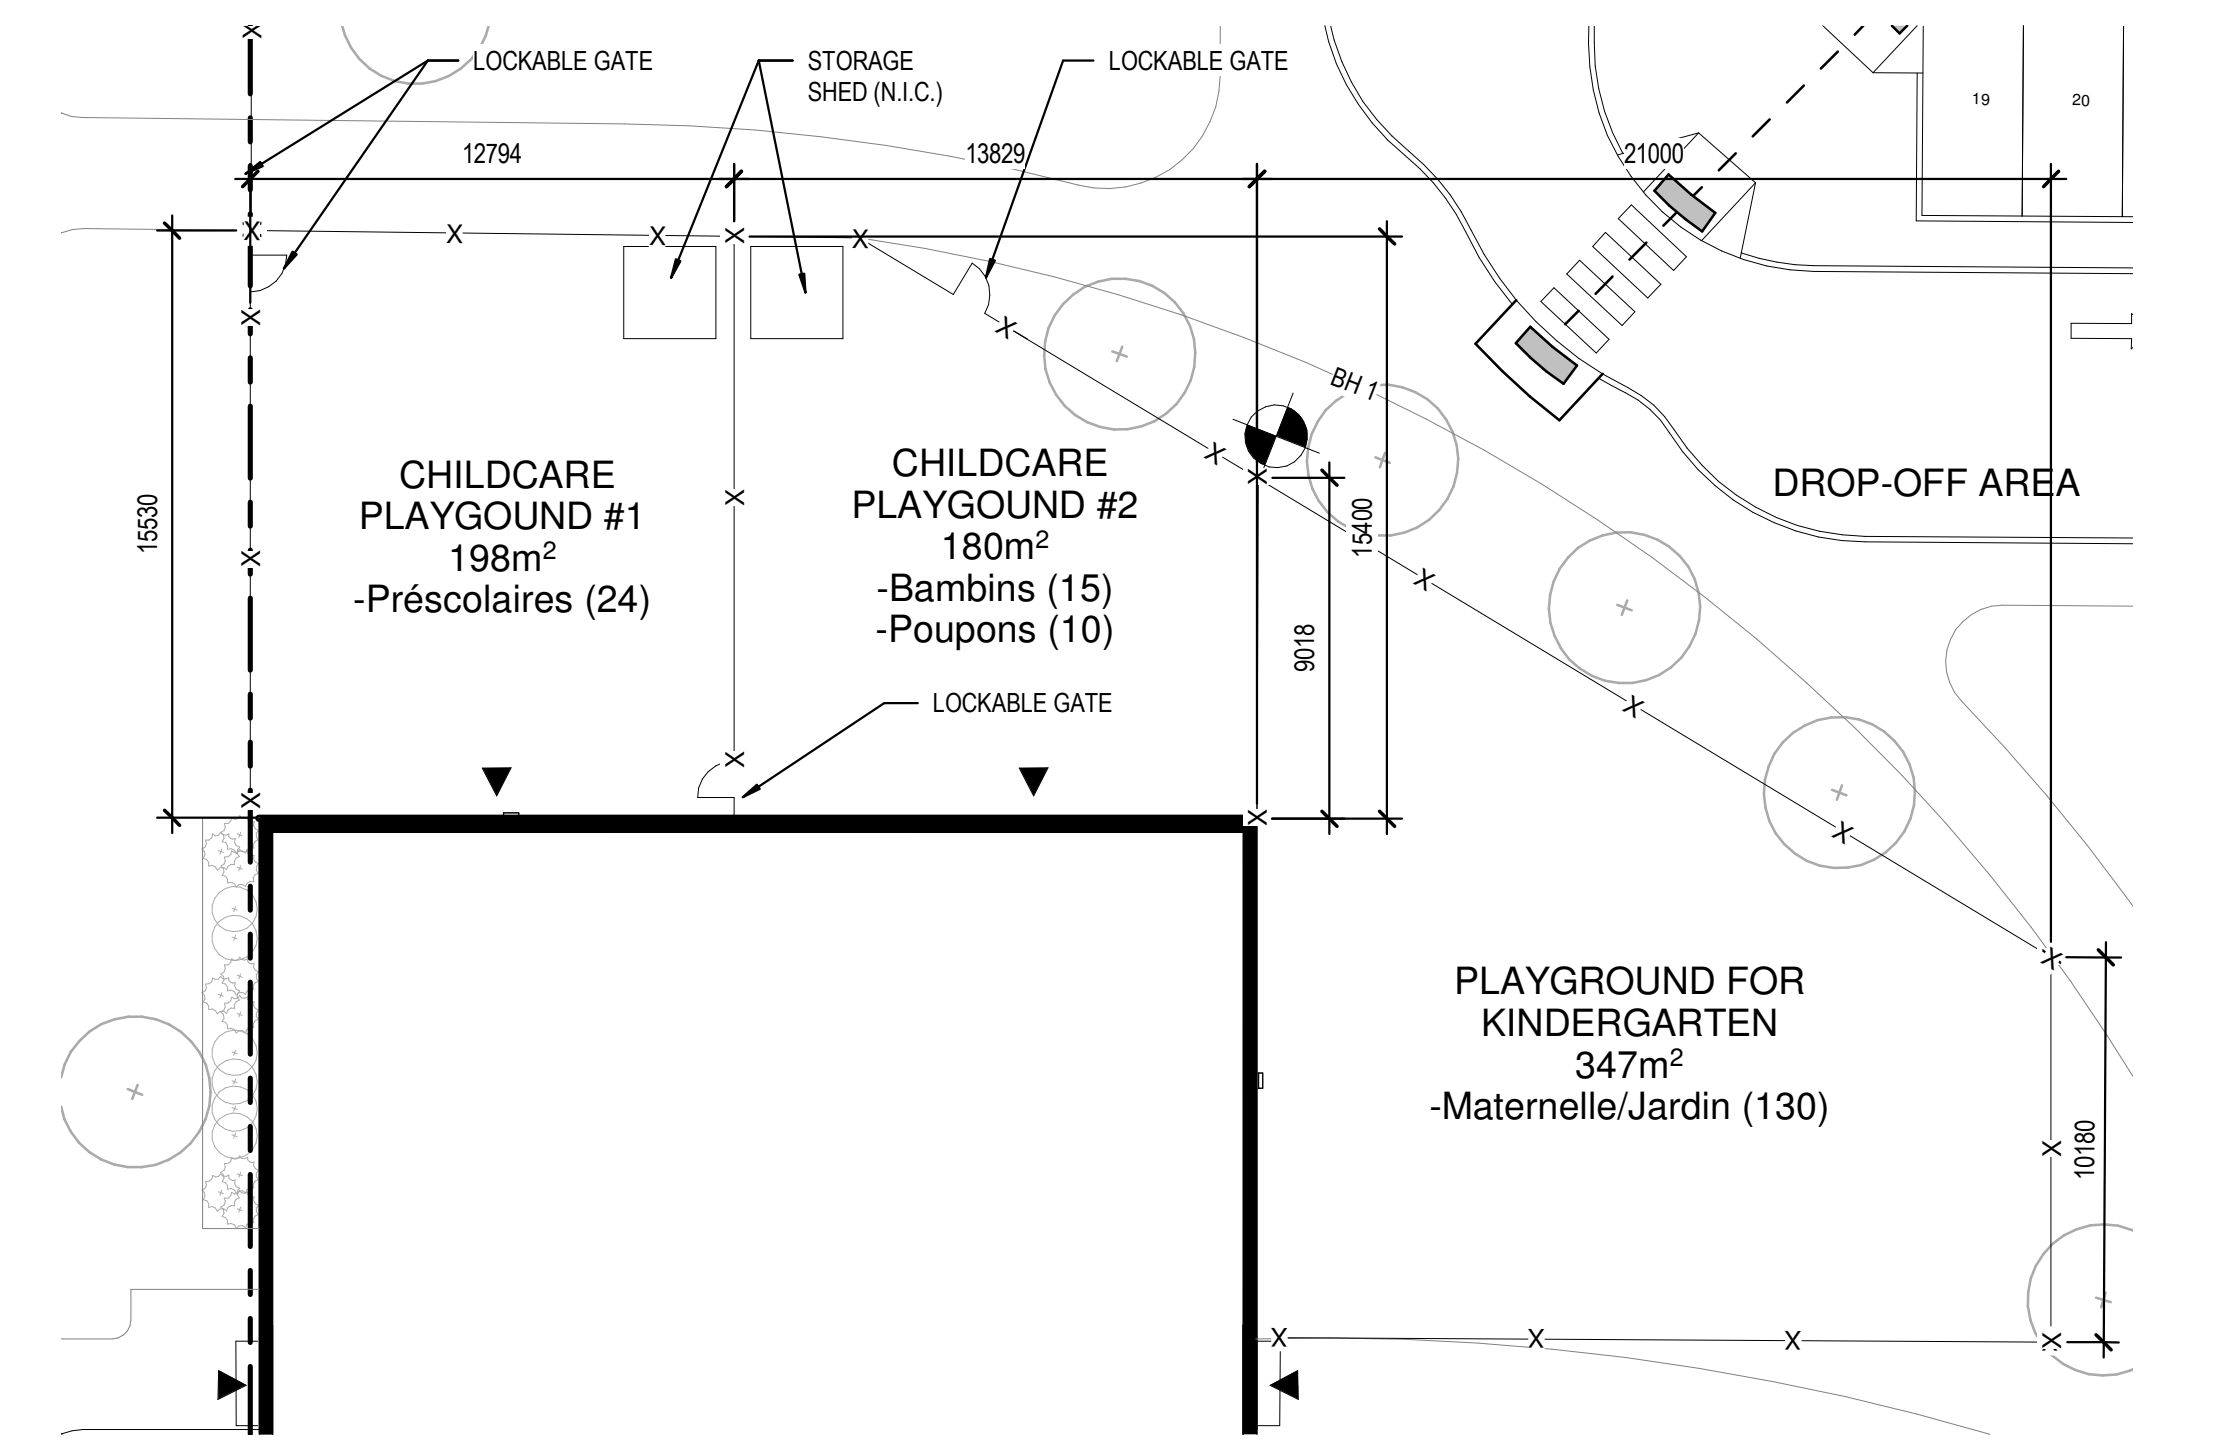 LOCKABLE GATE
STORAGE
SHED (N.I.C.)
LOCKABLE GATE
19
20
12794
13829
21000
X
X
X
X
X
X
X
X
BH 1
X
X
X
X
CHILDCARE
PLAYGOUND #1
198m²
-Préscolaires (24)
CHILDCARE
PLAYGOUND #2
180m²
-Bambins (15)
-Poupons (10)
DROP-OFF AREA
15530
15400
9018
X
X
X
LOCKABLE GATE
X
X
X
X
X
PLAYGROUND FOR
KINDERGARTEN
347m²
-Maternelle/Jardin (130)
10180
X
X
X
X
X